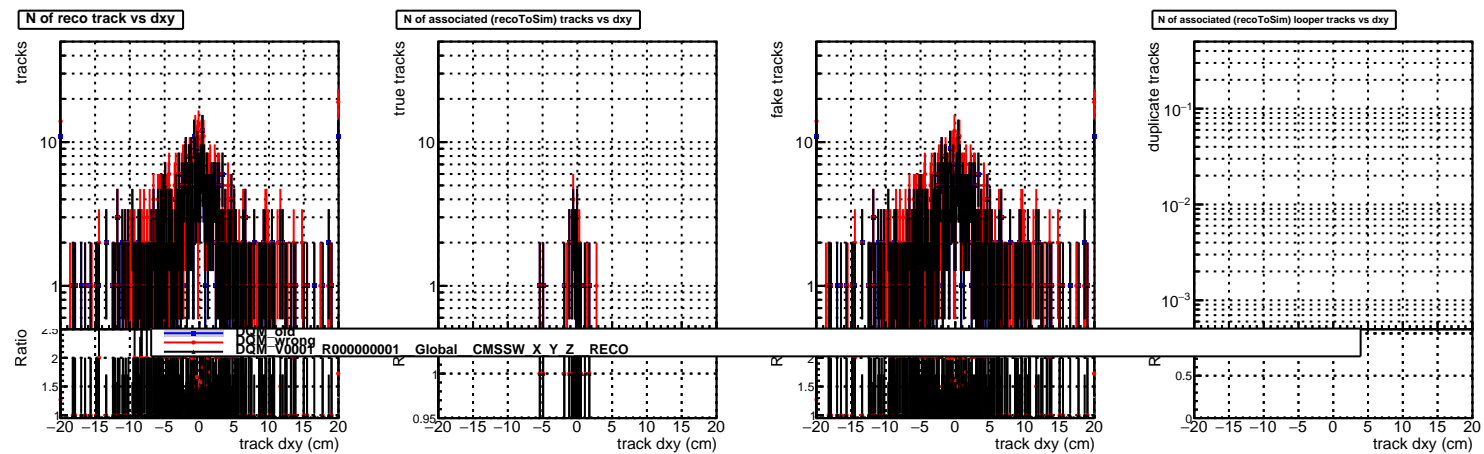 N of reco track vs dxy
tracks
10
1
Ratio
2.5
2
1.5
1
−20 −15 −10 −5 0 5 10 15 20
track dxy (cm)
N of associated (recoToSim) tracks vs dxy
true tracks
10
1
1
0.95
−20 −15 −10 −5 0 5 10 15 20
track dxy (cm)
fake tracks
10
1
2
1.5
1
−20 −15 −10 −5 0 5 10 15 20
track dxy (cm)
N of associated (recoToSim) looper tracks vs dxy
duplicate tracks
10−1
10−2
10−3
0.5
0
−20 −15 −10 −5 0 5 10 15 20
track dxy (cm)
DQM_old
DQM_wrong
DQM_V0001_R000000001__Global__CMSSW_X_Y_Z__RECO